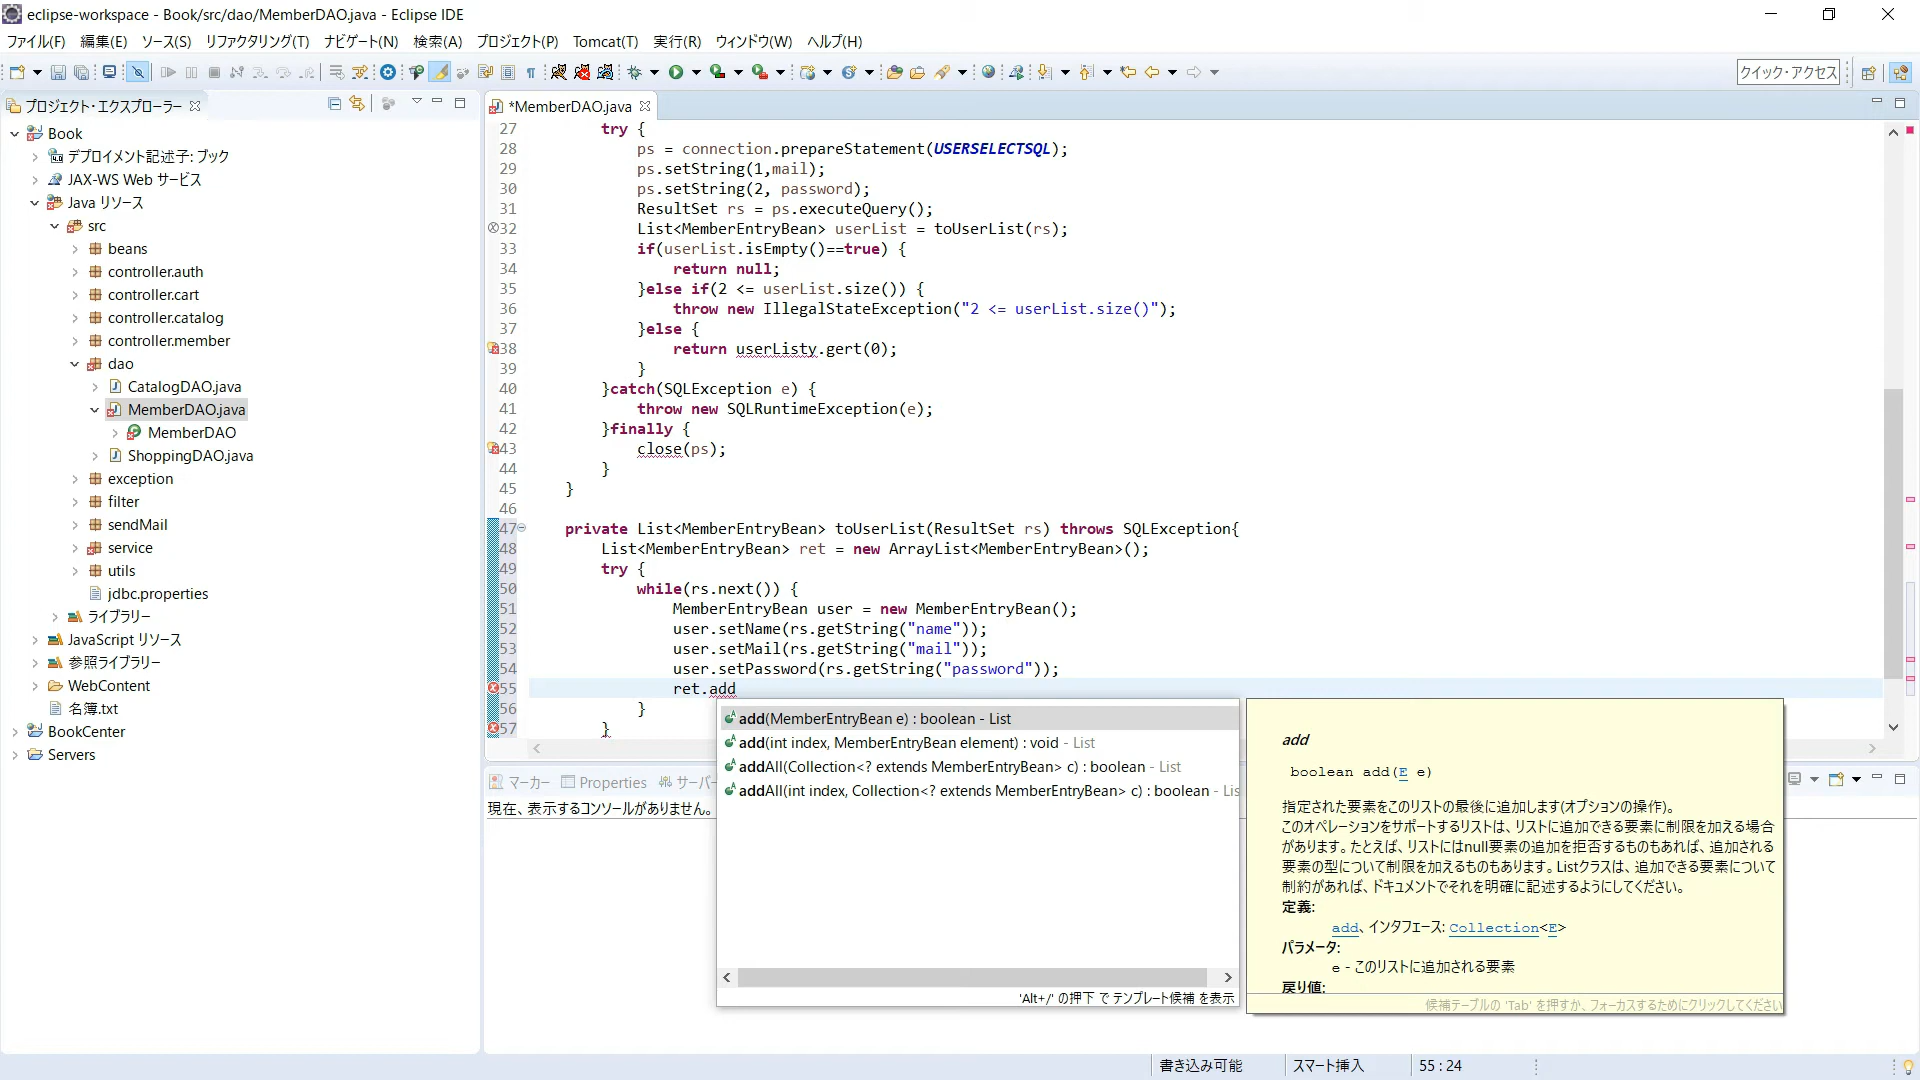 eclipse-workspace - Book/src/dao/MemberDAO.java - Eclipse IDE
ファイル(F) 編集(E) ソース(S) リファクタリング(T) ナビゲート(N) 検索(A) プロジェクト(P) Tomcat(T) 実行(R) ウィンドウ(W) ヘルプ(H)
クイック・アクセス
プロジェクト・エクスプローラー
Book
デプロイメント記述子: ブック
JAX-WS Web サービス
Java リソース
src
beans
controller.auth
controller.cart
controller.catalog
controller.member
dao
CatalogDAO.java
MemberDAO.java
MemberDAO
ShoppingDAO.java
exception
filter
sendMail
service
utils
jdbc.properties
ライブラリー
JavaScript リソース
参照ライブラリー
WebContent
名簿.txt
BookCenter
Servers
*MemberDAO.java
27 try {
28 ps = connection.prepareStatement(USERSELECTSQL);
29 ps.setString(1,mail);
30 ps.setString(2, password);
31 ResultSet rs = ps.executeQuery();
32 List<MemberEntryBean> userList = toUserList(rs);
33 if(userList.isEmpty()==true) {
34 return null;
35 }else if(2 <= userList.size()) {
36 throw new IllegalStateException("2 <= userList.size()");
37 }else {
38 return userListy.gert(0);
39 }
40 }catch(SQLException e) {
41 throw new SQLRuntimeException(e);
42 }finally {
43 close(ps);
44 }
45 }
46
47 private List<MemberEntryBean> toUserList(ResultSet rs) throws SQLException{
48 List<MemberEntryBean> ret = new ArrayList<MemberEntryBean>();
49 try {
50 while(rs.next()) {
51 MemberEntryBean user = new MemberEntryBean();
52 user.setName(rs.getString("name"));
53 user.setMail(rs.getString("mail"));
54 user.setPassword(rs.getString("password"));
55 ret.add
56 }
57 }
add(MemberEntryBean e) : boolean - List
add(int index, MemberEntryBean element) : void - List
addAll(Collection<? extends MemberEntryBean> c) : boolean - List
addAll(int index, Collection<? extends MemberEntryBean> c) : boolean - Lis
'Alt+/' の押下 で テンプレート候補 を表示
add
boolean add(E e)
指定された要素をこのリストの最後に追加します(オプションの操作)。
このオペレーションをサポートするリストは、リストに追加できる要素に制限を加える場合
があります。たとえば、リストにはnull要素の追加を拒否するものもあれば、追加される
要素の型について制限を加えるものもあります。Listクラスは、追加できる要素について
制約があれば、ドキュメントでそれを明確に記述するようにしてください。
定義:
add、インタフェース: Collection<E>
パラメータ:
e - このリストに追加される要素
戻り値:
候補テーブルの 'Tab' を押すか、フォーカスするためにクリックしてください
マーカー Properties サーバー
現在、表示するコンソールがありません。
書き込み可能 スマート挿入 55 : 24